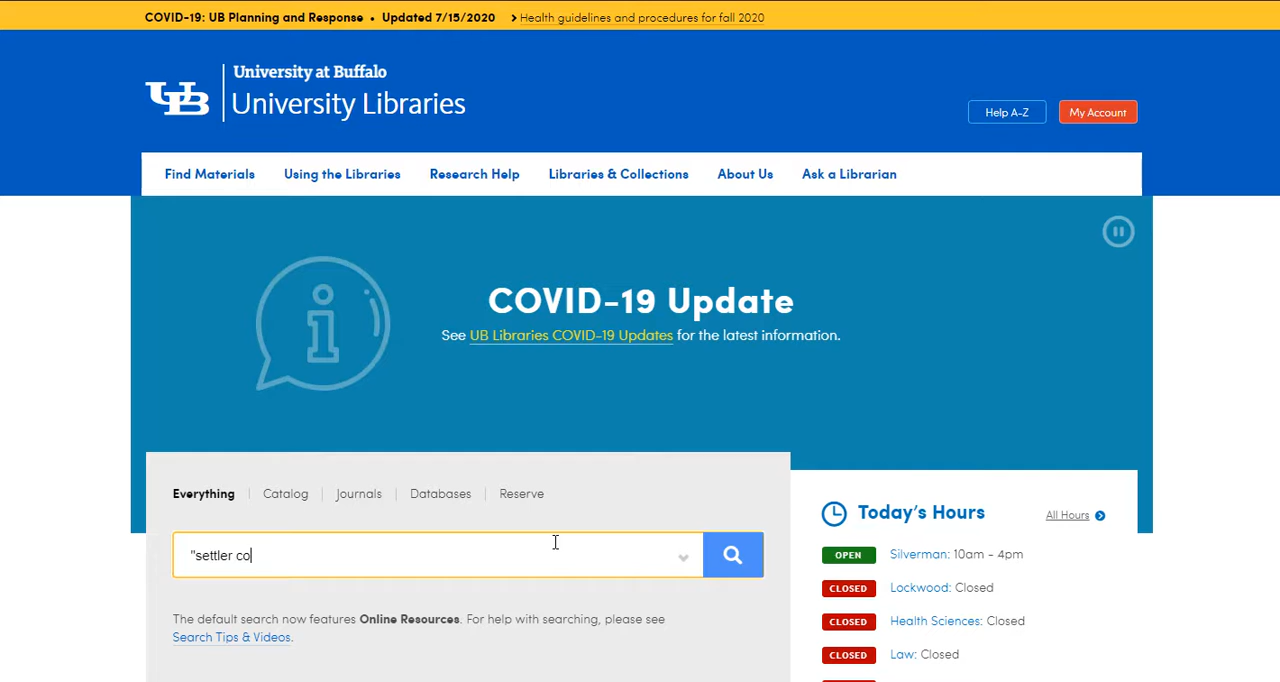 COVID-19: UB Planning and Response • Updated 7/15/2020 Health guidelines and procedures for fall 2020
University at Buffalo
UB University Libraries
Help A-Z My Account
Find Materials Using the Libraries Research Help Libraries & Collections About Us Ask a Librarian
COVID-19 Update
See UB Libraries COVID-19 Updates for the latest information.
Everything Catalog Journals Databases Reserve
"settler co
The default search now features Online Resources. For help with searching, please see
Search Tips & Videos.
Today's Hours All Hours
OPEN Silverman: 10am - 4pm
CLOSED Lockwood: Closed
CLOSED Health Sciences: Closed
CLOSED Law: Closed